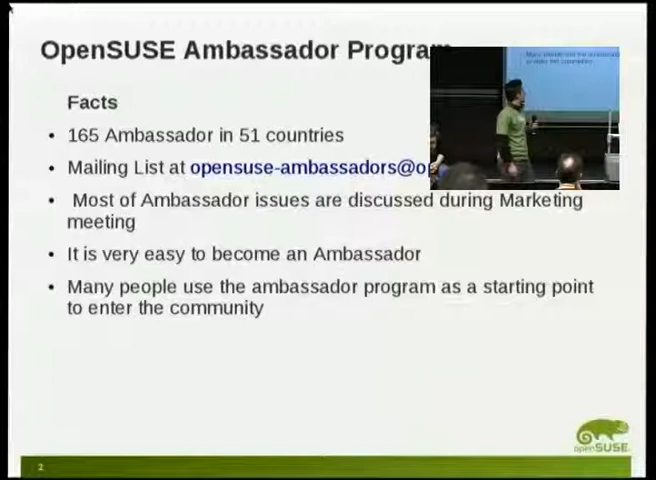 OpenSUSE Ambassador Program
Facts
• 165 Ambassador in 51 countries
• Mailing List at opensuse-ambassadors@o
• Most of Ambassador issues are discussed during Marketing
meeting
• It is very easy to become an Ambassador
• Many people use the ambassador program as a starting point
to enter the community
openSUSE
2